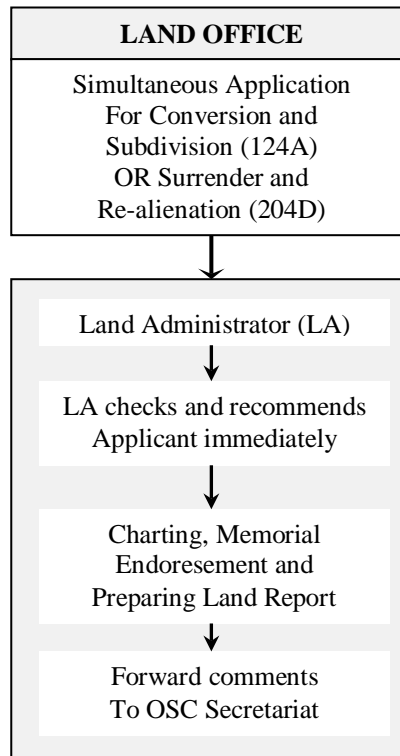 LAND OFFICE
Simultaneous Application
For Conversion and
Subdivision (124A)
OR Surrender and
Re-alienation (204D)
Land Administrator (LA)
LA checks and recommends
Applicant immediately
Charting, Memorial
Endoresement and
Preparing Land Report
Forward comments
To OSC Secretariat